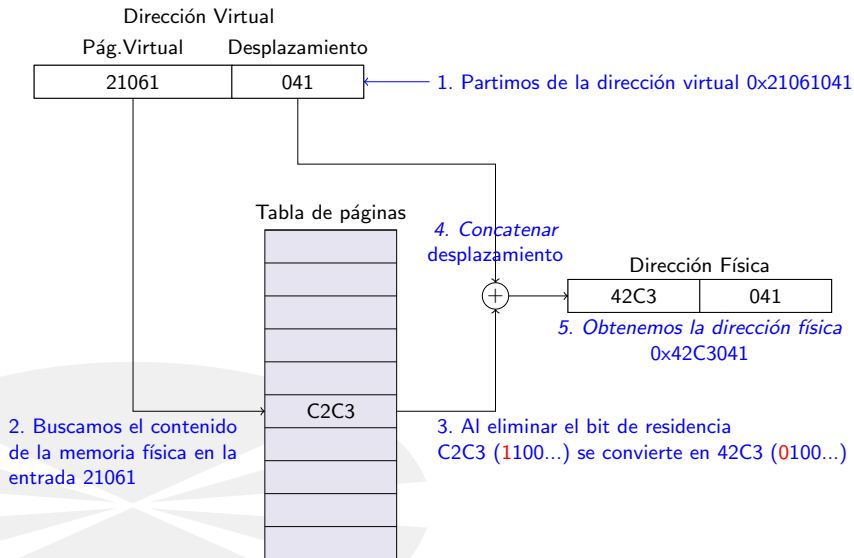 Dirección Virtual
Pág.Virtual Desplazamiento
21061 041
1. Partimos de la dirección virtual 0x21061041
Tabla de páginas
4. Concatenar
desplazamiento
Dirección Física
42C3 041
5. Obtenemos la dirección física
0x42C3041
C2C3
2. Buscamos el contenido
de la memoria física en la
entrada 21061
3. Al eliminar el bit de residencia
C2C3 (1100...) se convierte en 42C3 (0100...)